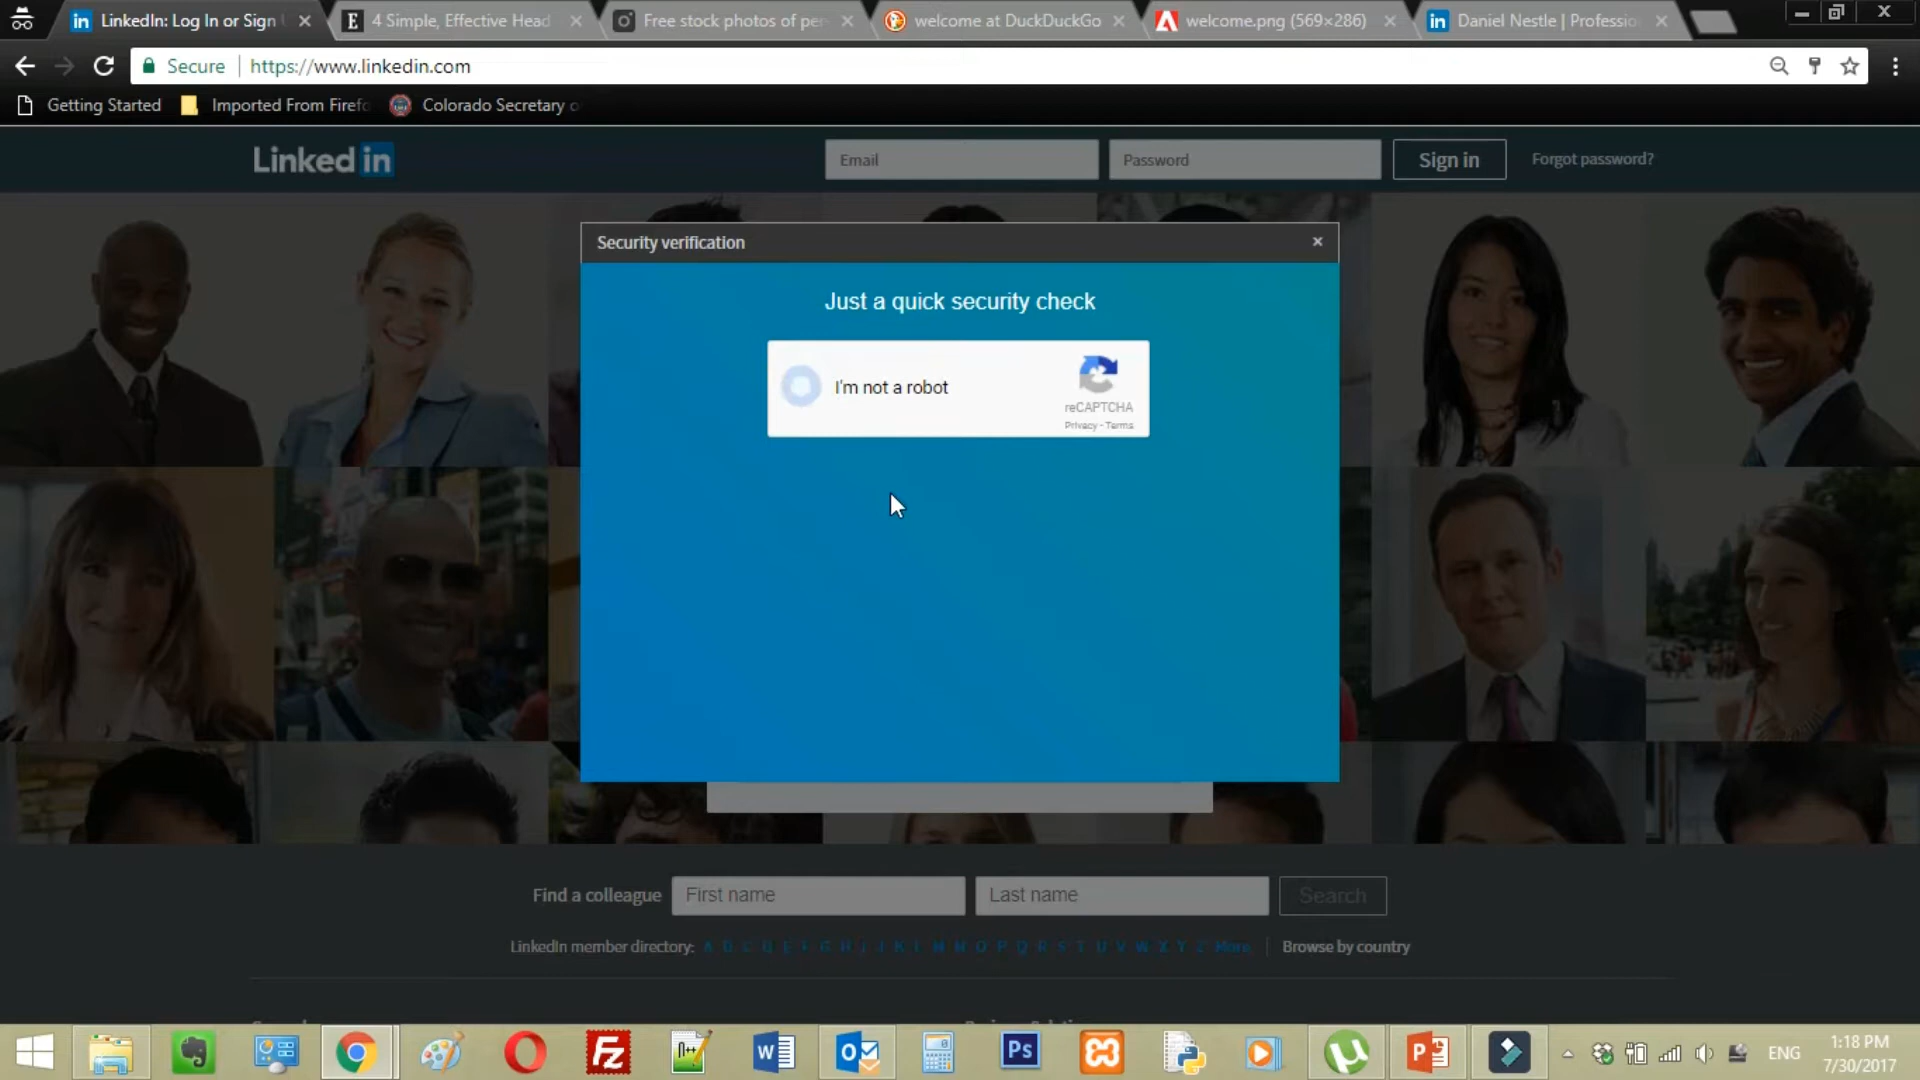 LinkedIn: Log In or Sign
4 Simple, Effective Head
Free stock photos of per
welcome at DuckDuckGo
welcome.png (569×286)
Daniel Nestle | Professio
Secure
https://www.linkedin.com
Getting Started
Imported From Firefo
Colorado Secretary o
Linked in
Email
Password
Sign in
Forgot password?
Security verification
Just a quick security check
I'm not a robot
reCAPTCHA
Privacy - Terms
Find a colleague
First name
Last name
Search
LinkedIn member directory: A B C D E F G H I J K L M N O P Q R S T U V W X Y Z More
Browse by country
ENG
1:18 PM
7/30/2017